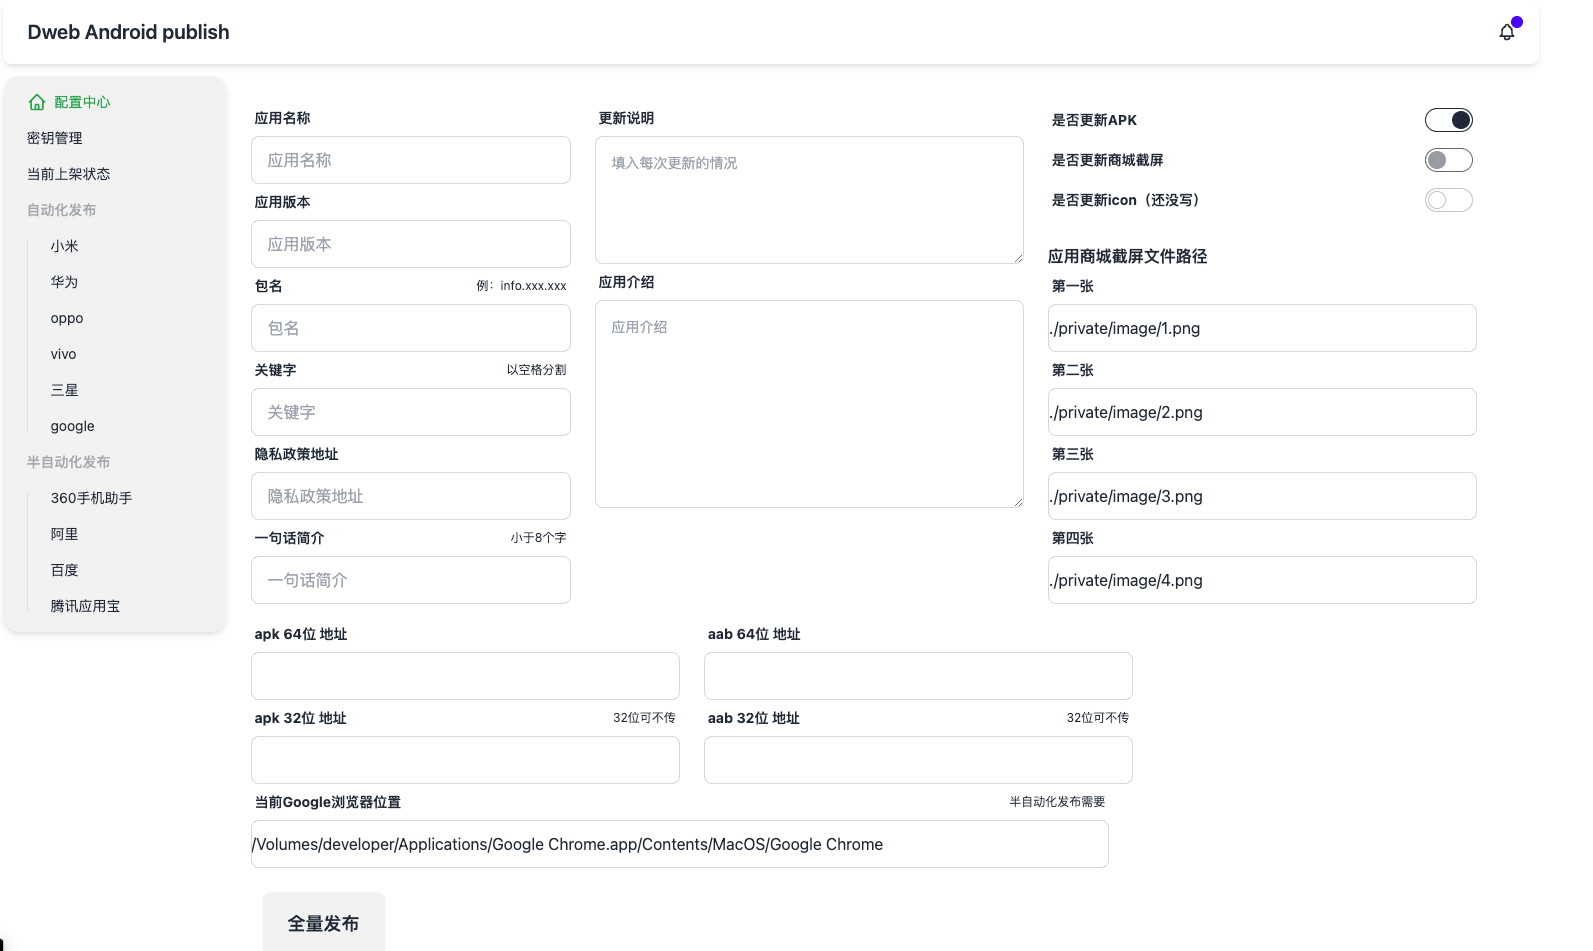 Dweb Android publish
配置中心
密钥管理
当前上架状态
自动化发布
小米
华为
oppo
vivo
三星
google
半自动化发布
360手机助手
阿里
百度
腾讯应用宝
应用名称
应用名称
应用版本
应用版本
包名 例：info.xxx.xxx
包名
关键字 以空格分割
关键字
隐私政策地址
隐私政策地址
一句话简介 小于8个字
一句话简介
更新说明
填入每次更新的情况
应用介绍
应用介绍
是否更新APK
是否更新商城截屏
是否更新icon（还没写）
应用商城截屏文件路径
第一张
./private/image/1.png
第二张
./private/image/2.png
第三张
./private/image/3.png
第四张
./private/image/4.png
apk 64位 地址
aab 64位 地址
apk 32位 地址 32位可不传
aab 32位 地址 32位可不传
当前Google浏览器位置 半自动化发布需要
/Volumes/developer/Applications/Google Chrome.app/Contents/MacOS/Google Chrome
全量发布